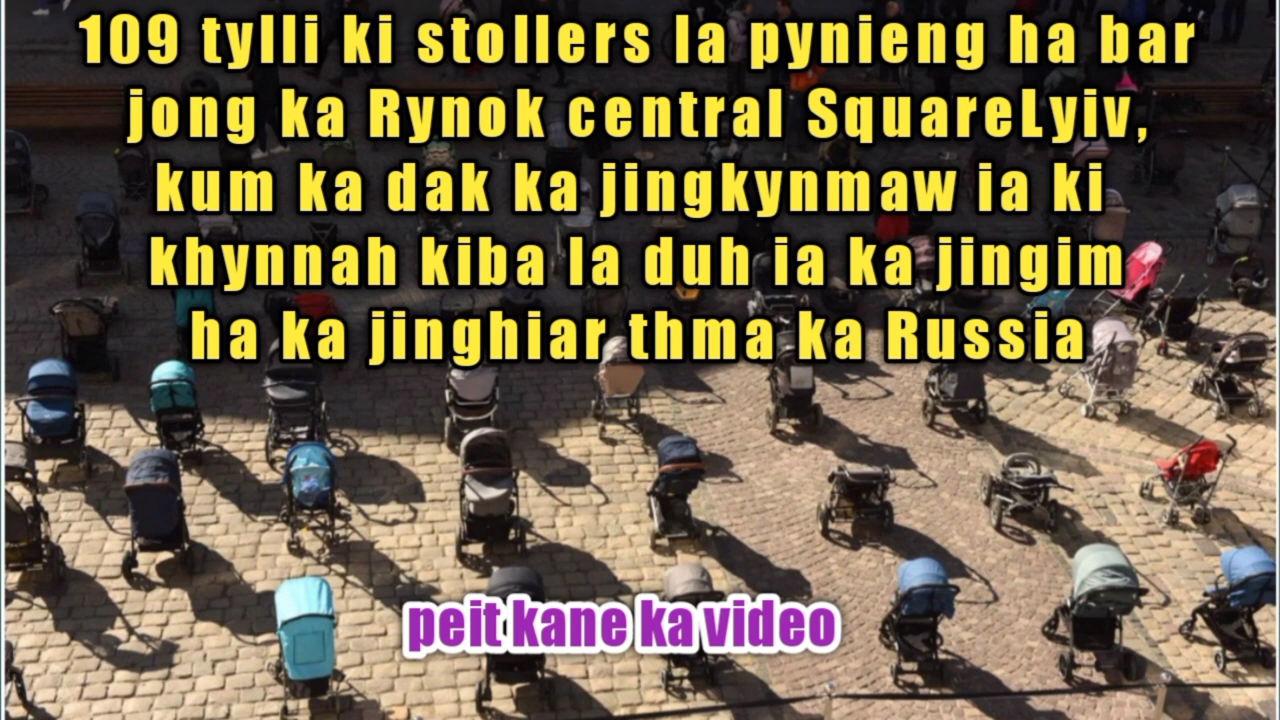 109 tylli ki stollers la pynieng ha bar
jong ka Rynok central SquareLyiv,
kum ka dak ka jingkynmaw ia ki
khynnah kiba la duh ia ka jingim
ha ka jinghiar thma ka Russia
peit kane ka video